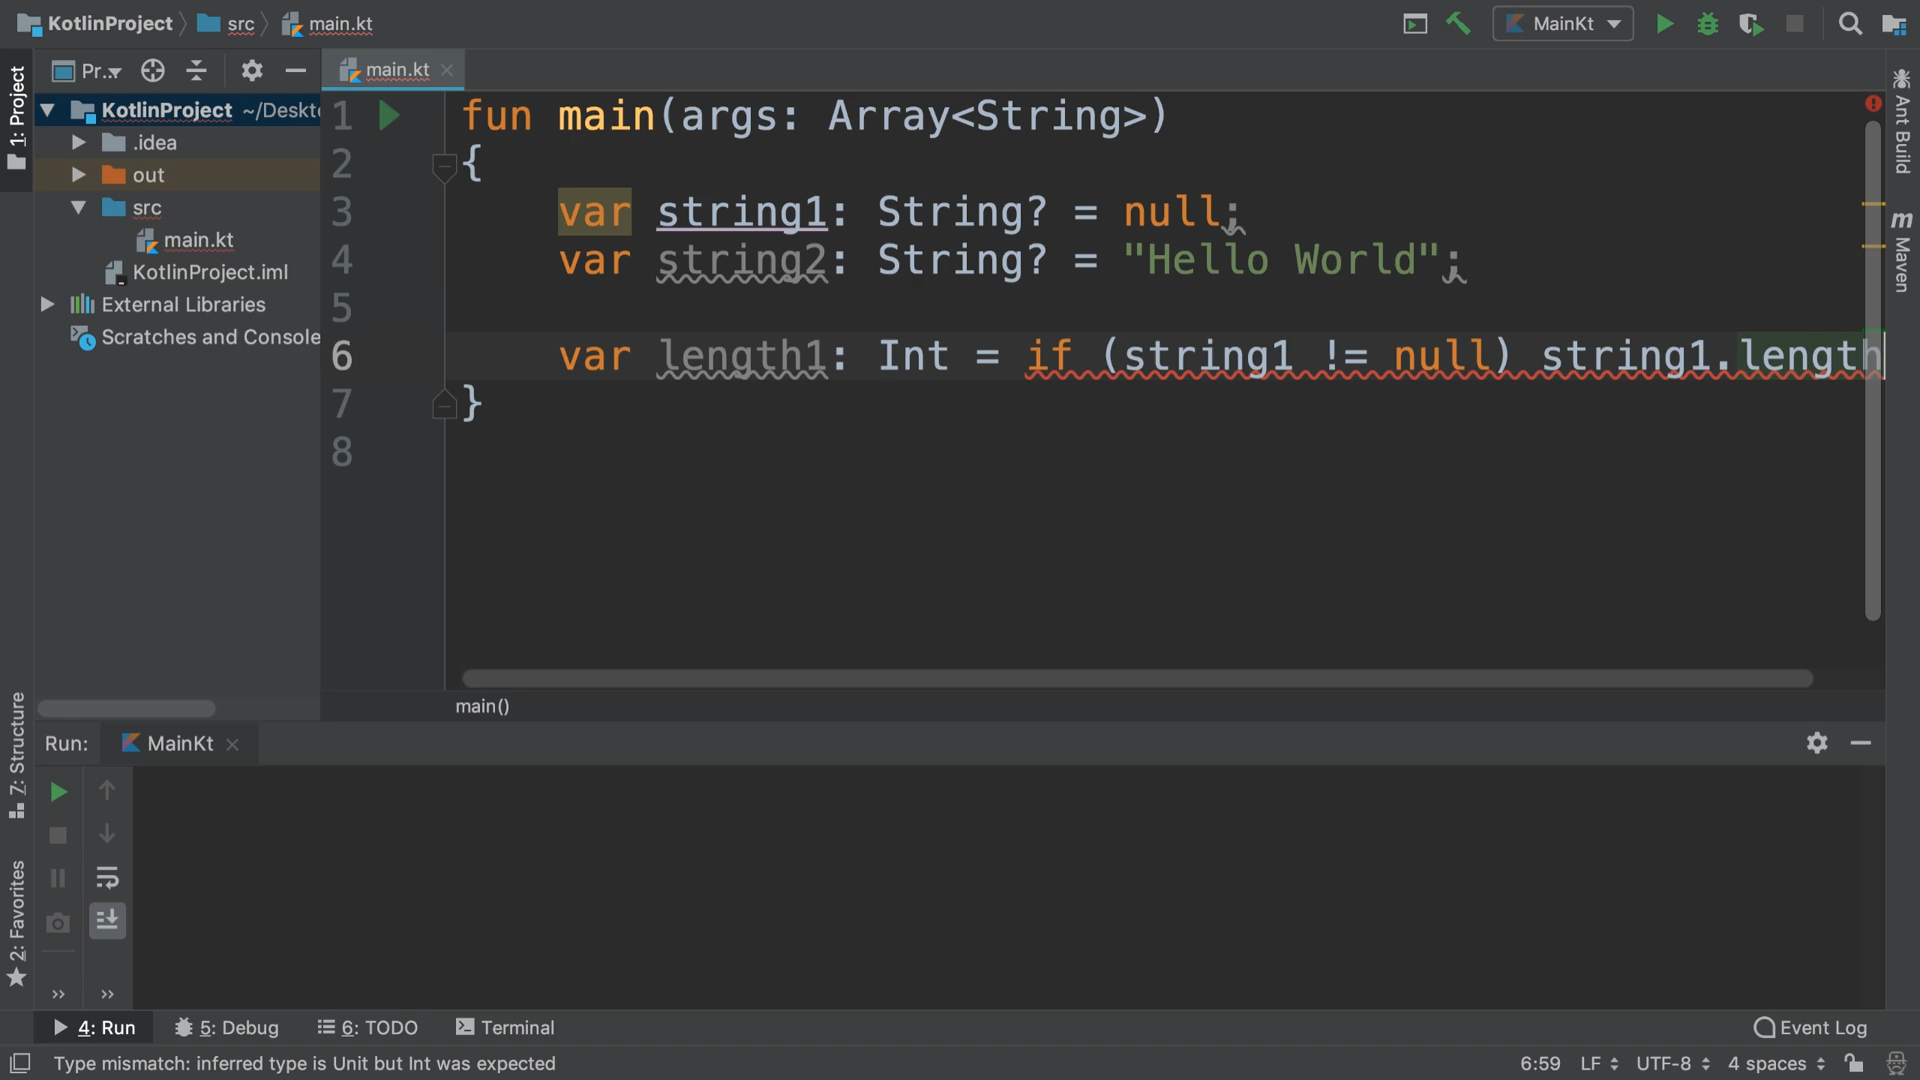 KotlinProject src main.kt MainKt
1: Project Pr... main.kt
KotlinProject ~/Deskt
.idea
out
src
main.kt
KotlinProject.iml
External Libraries
Scratches and Console
1 fun main(args: Array<String>)
2 {
3 var string1: String? = null;
4 var string2: String? = "Hello World";
5
6 var length1: Int = if (string1 != null) string1.length
7 }
8
main()
Ant Build
m Maven
Z: Structure
2: Favorites
Run: MainKt
4: Run 5: Debug 6: TODO Terminal Event Log
Type mismatch: inferred type is Unit but Int was expected 6:59 LF UTF-8 4 spaces